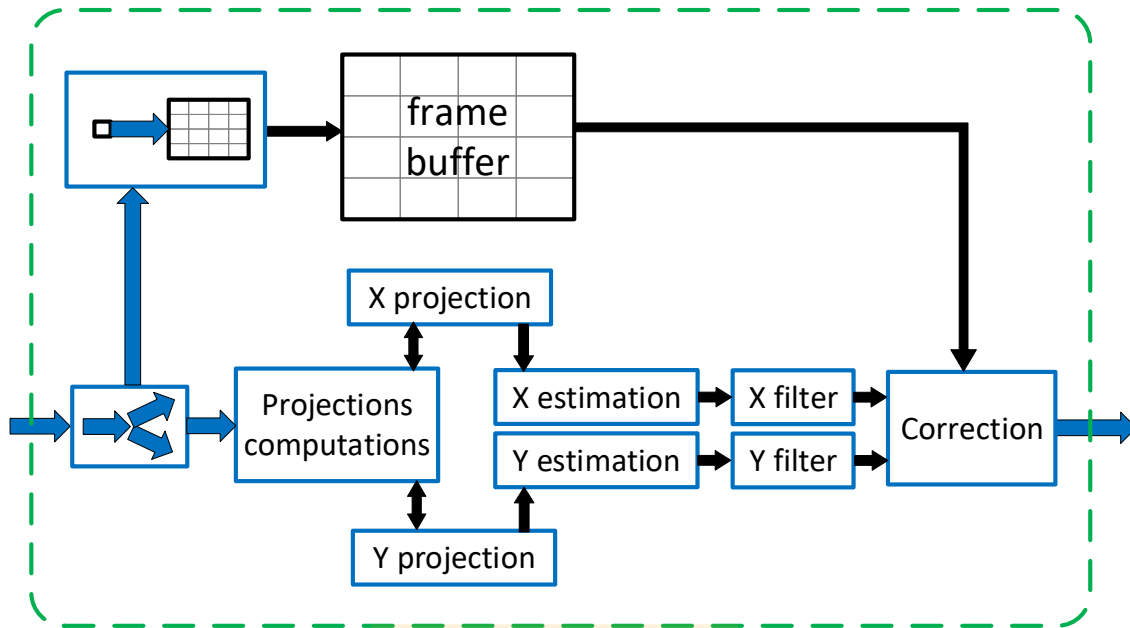 frame
buffer
X projection
Projections
computations
X estimation
X filter
Correction
Y estimation
Y filter
Y projection